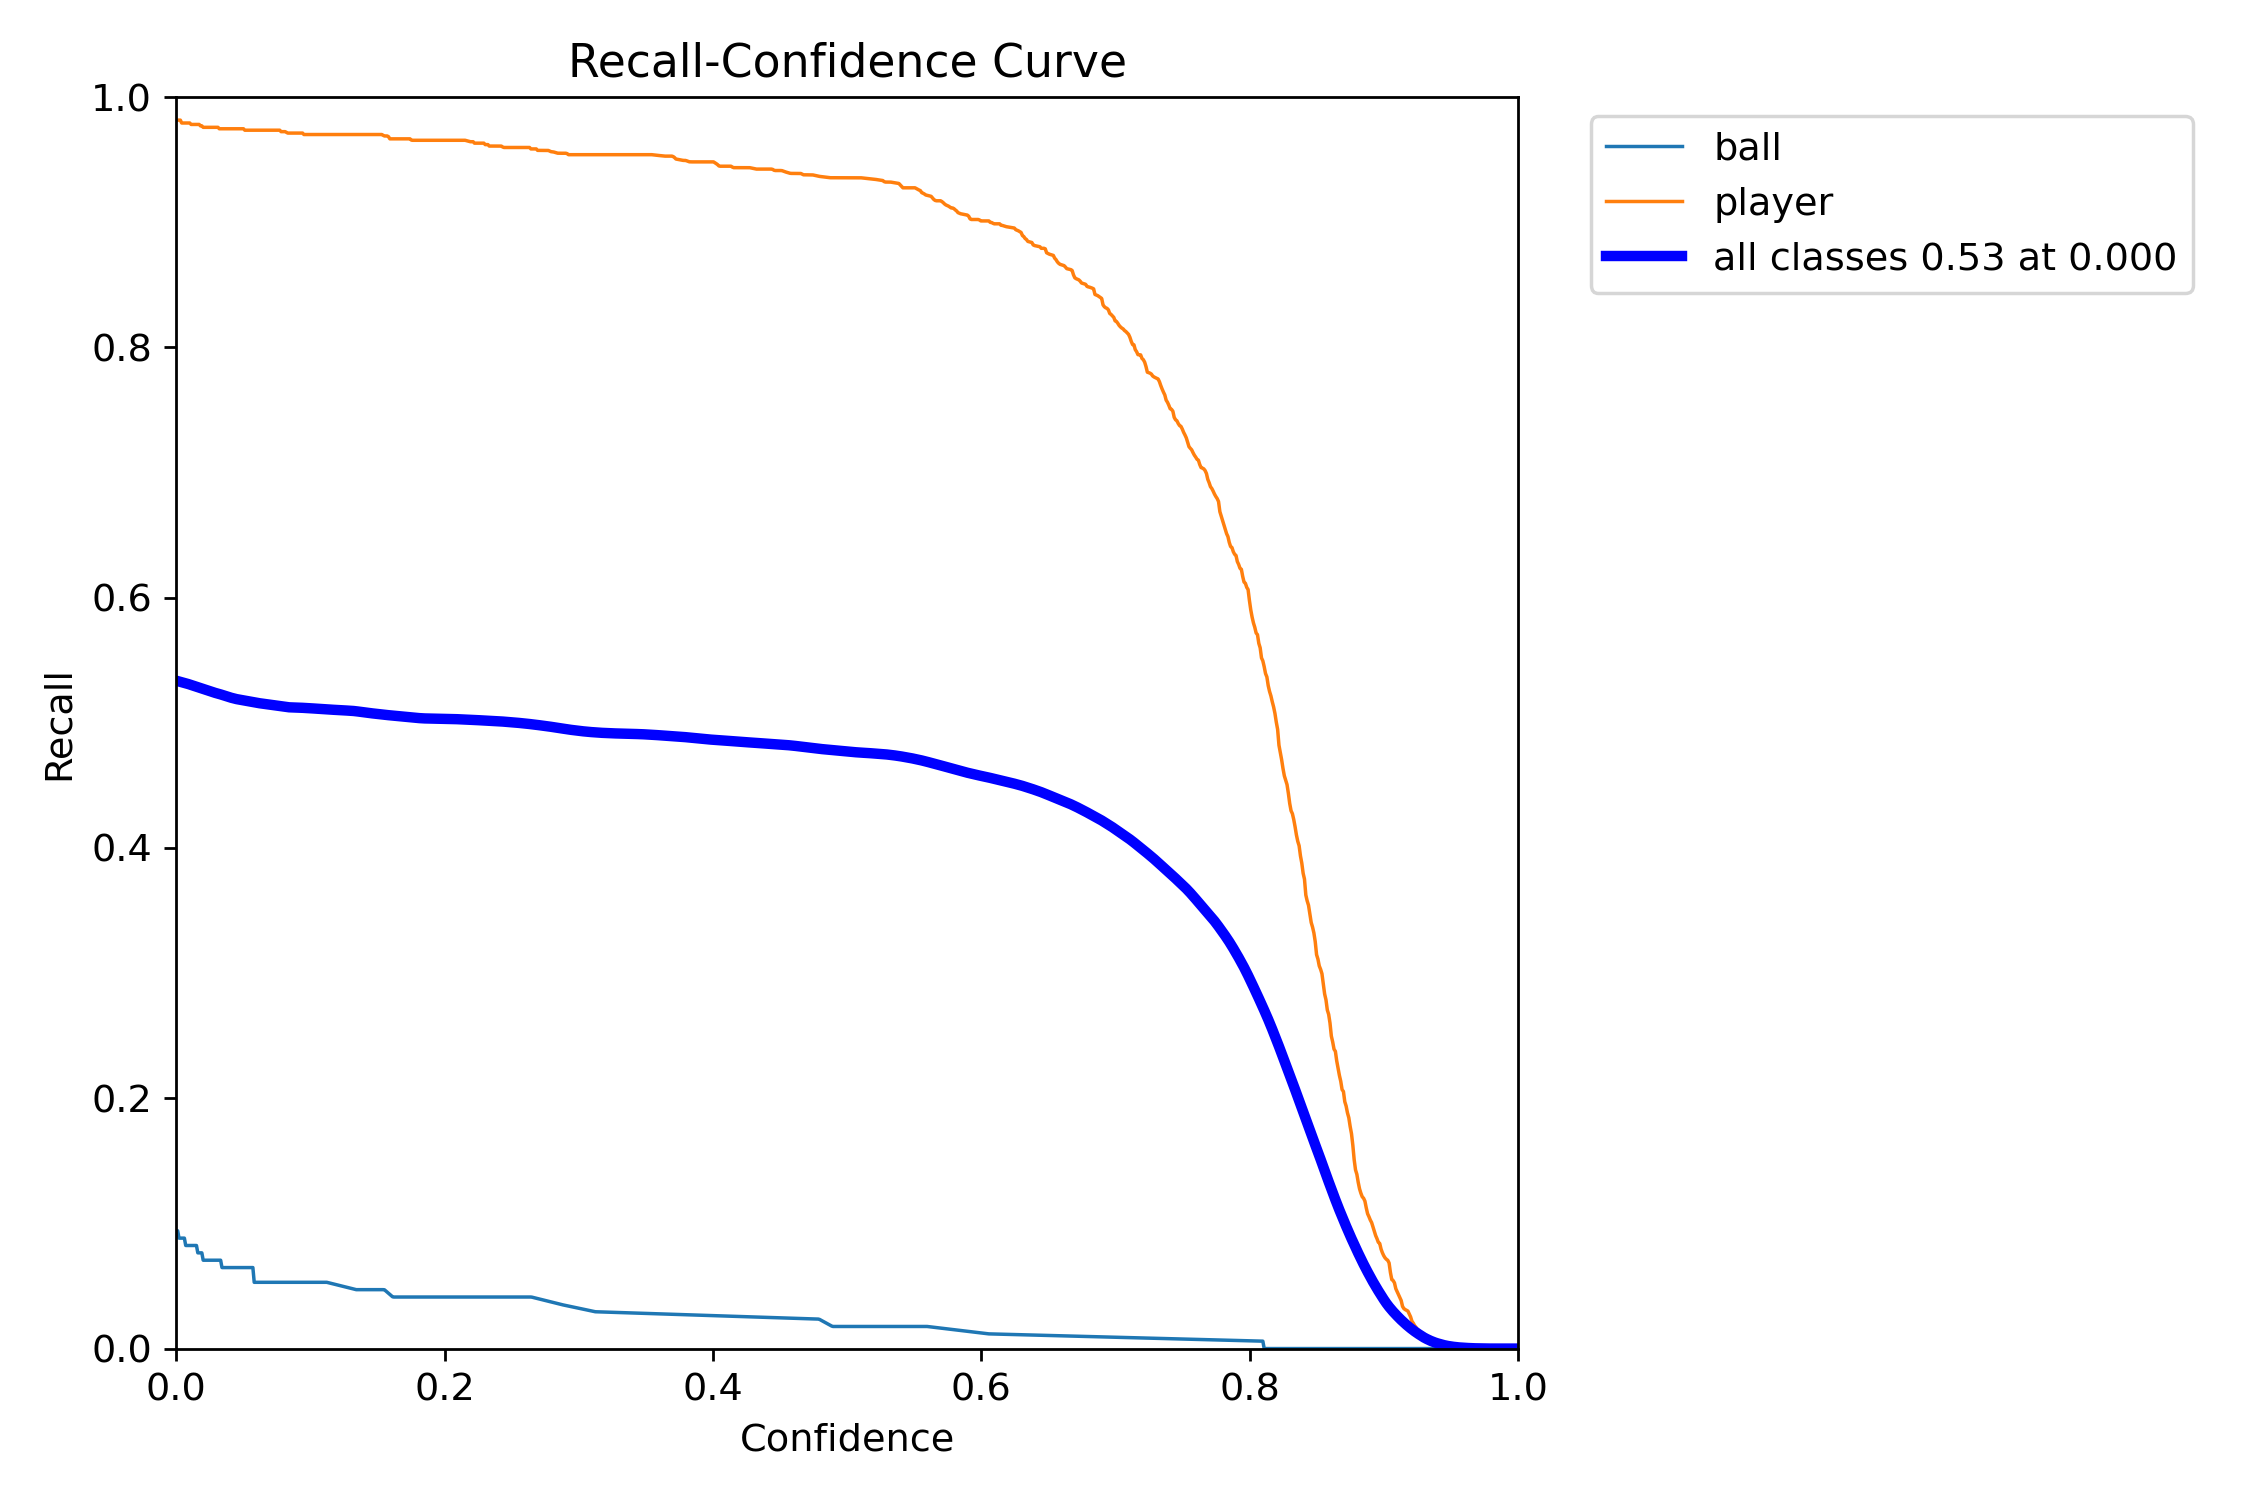 Recall-Confidence Curve
1.0
0.8
0.6
0.4
0.2
0.0
Recall
0.0 0.2 0.4 0.6 0.8 1.0
Confidence
ball
player
all classes 0.53 at 0.000